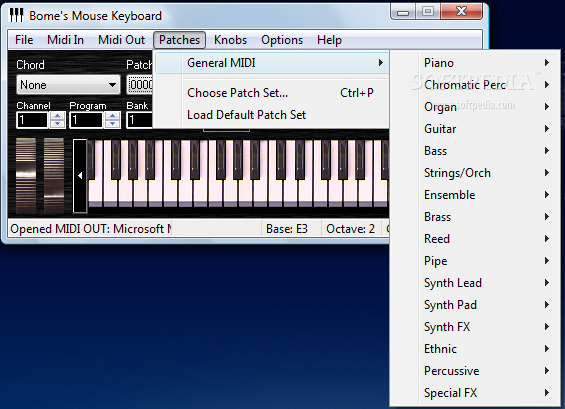 Bome's Mouse Keyboard
File Midi In Midi Out Patches Knobs Options Help
Chord
None
Channel Program Bank
1 1 1
General MIDI
Choose Patch Set... Ctrl+P
Load Default Patch Set
Piano
Chromatic Perc
Organ
Guitar
Bass
Strings/Orch
Ensemble
Brass
Reed
Pipe
Synth Lead
Synth Pad
Synth FX
Ethnic
Percussive
Special FX
SOFTPEDIA
www.softpedia.com
Opened MIDI OUT: Microsoft Base: E3 Octave: 2